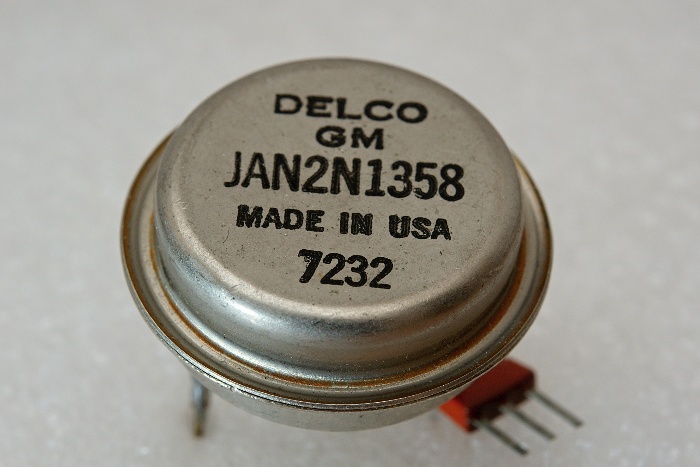 DELCO
GM
JAN2N1358
MADE IN USA
7232